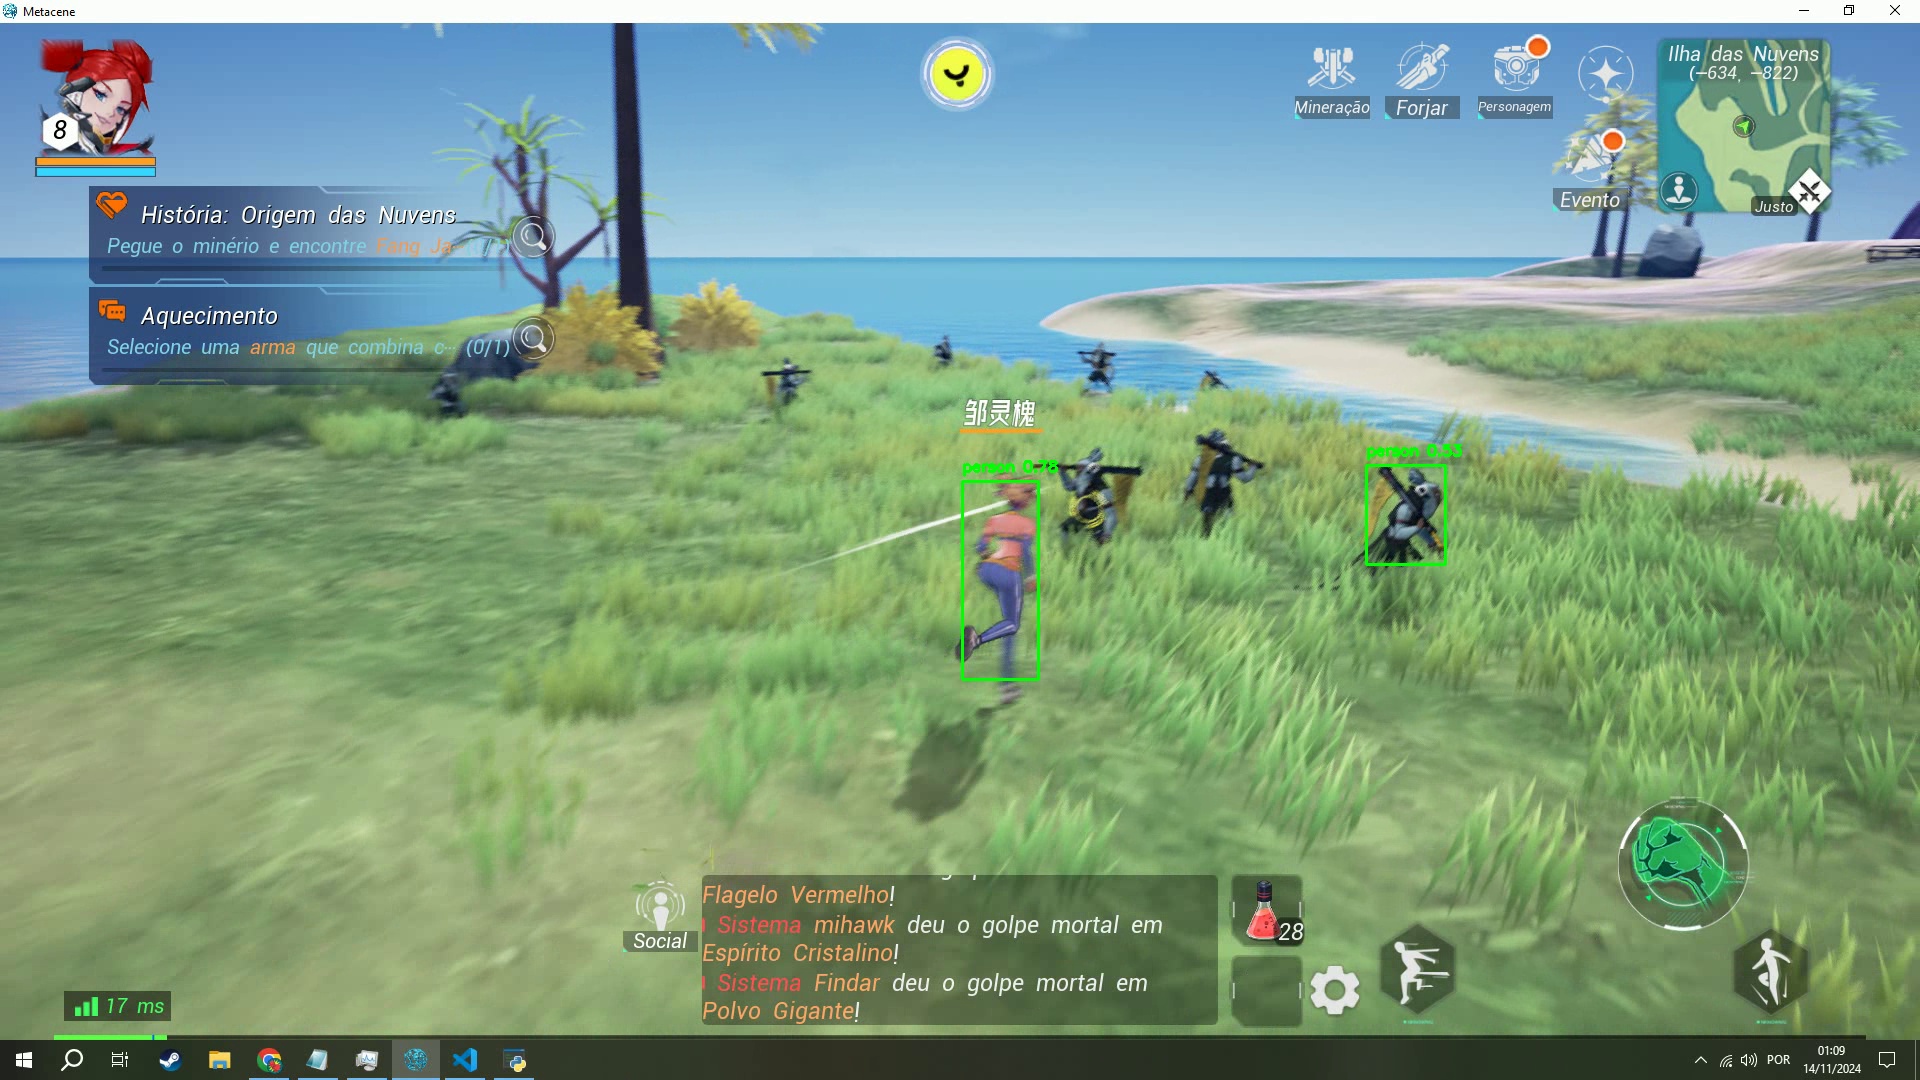 Metacene
Mineração
Forjar
Personagem
Ilha das Nuvens
(-634, -822)
8
Evento
Justo
História: Origem das Nuvens
Pegue o minério e encontre Fang Ja
Aquecimento
Selecione uma arma que combina c··· (0/1)
邹灵槐
person 0.78
person 0.53
Flagelo Vermelho!
Sistema mihawk deu o golpe mortal em
Espírito Cristalino!
Sistema Findar deu o golpe mortal em
Polvo Gigante!
Social
28
17 ms
POR
01:09
14/11/2024